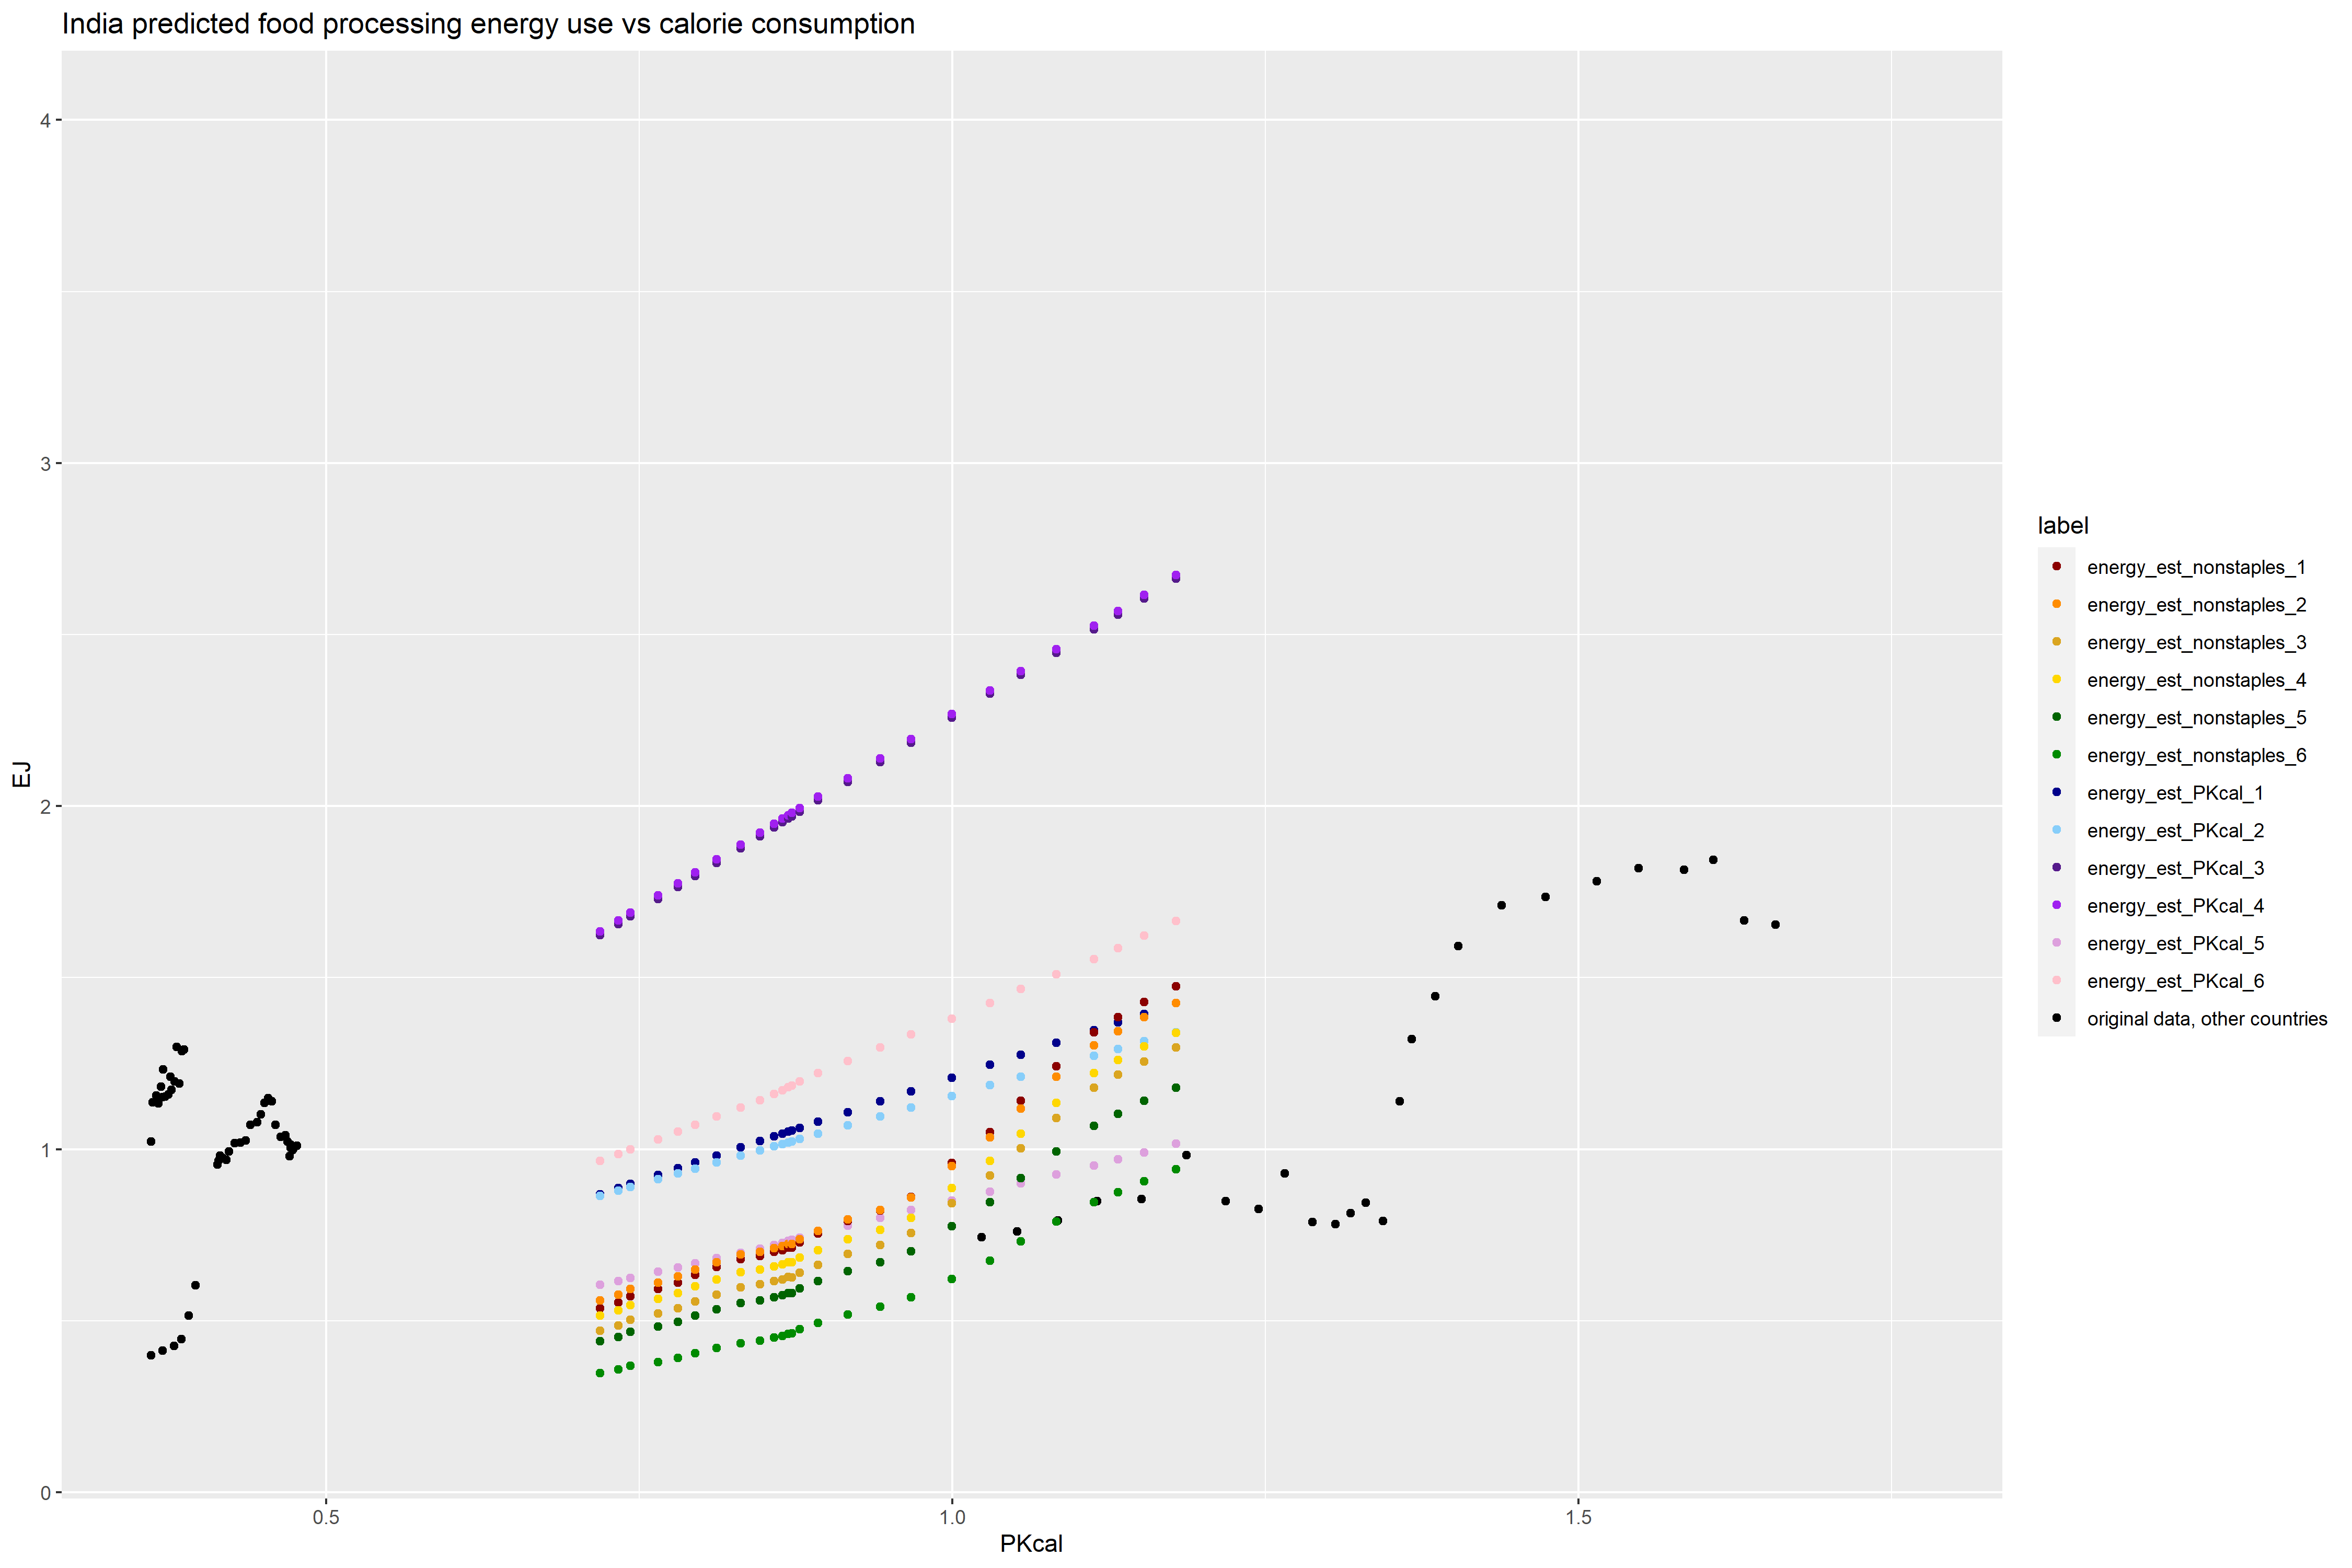 India predicted food processing energy use vs calorie consumption
4
3
2
1
0
EJ
0.5
1.0
1.5
PKcal
label
energy_est_nonstaples_1
energy_est_nonstaples_2
energy_est_nonstaples_3
energy_est_nonstaples_4
energy_est_nonstaples_5
energy_est_nonstaples_6
energy_est_PKcal_1
energy_est_PKcal_2
energy_est_PKcal_3
energy_est_PKcal_4
energy_est_PKcal_5
energy_est_PKcal_6
original data, other countries